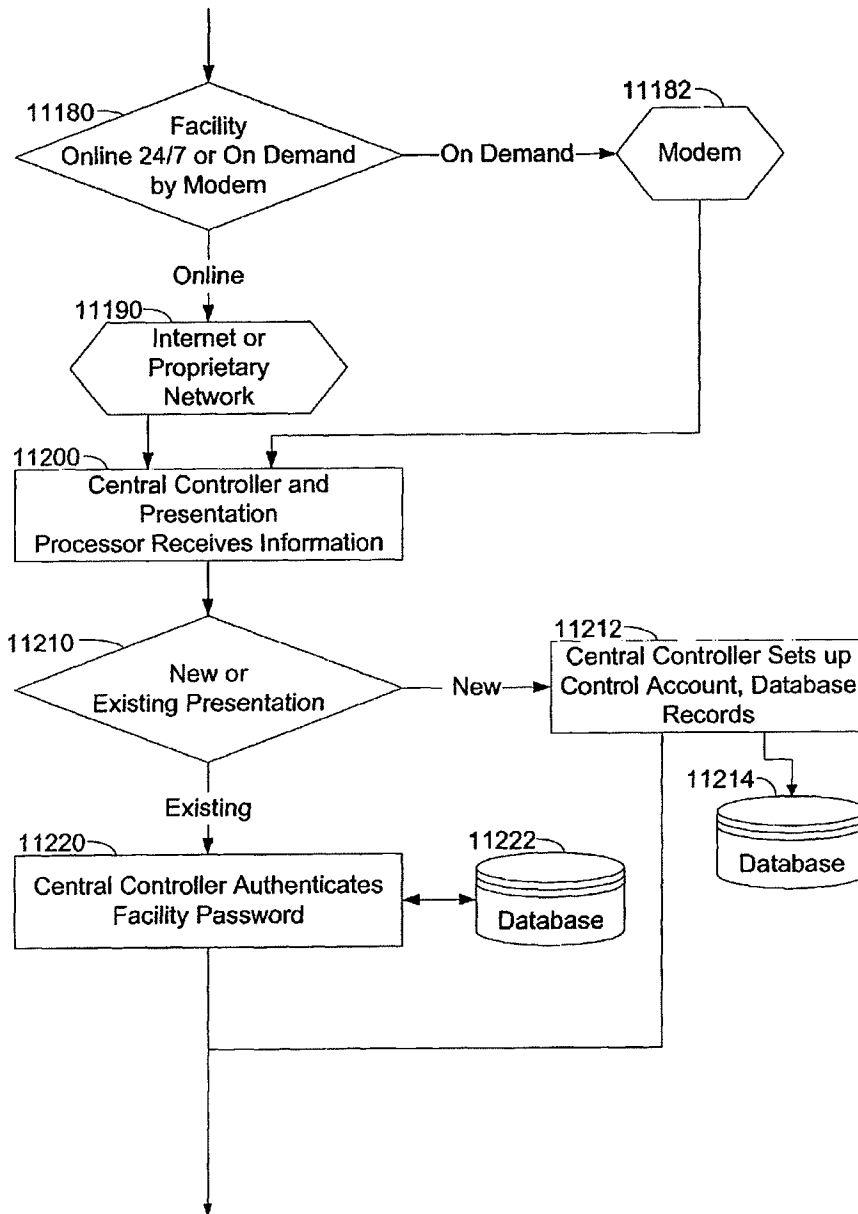 11180
Facility
Online 24/7 or On Demand
by Modem
On Demand
11182
Modem
Online
11190
Internet or
Proprietary
Network
11200
Central Controller and
Presentation
Processor Receives Information
11210
New or
Existing Presentation
New
11212
Central Controller Sets up
Control Account, Database
Records
11214
Database
Existing
11220
Central Controller Authenticates
Facility Password
11222
Database